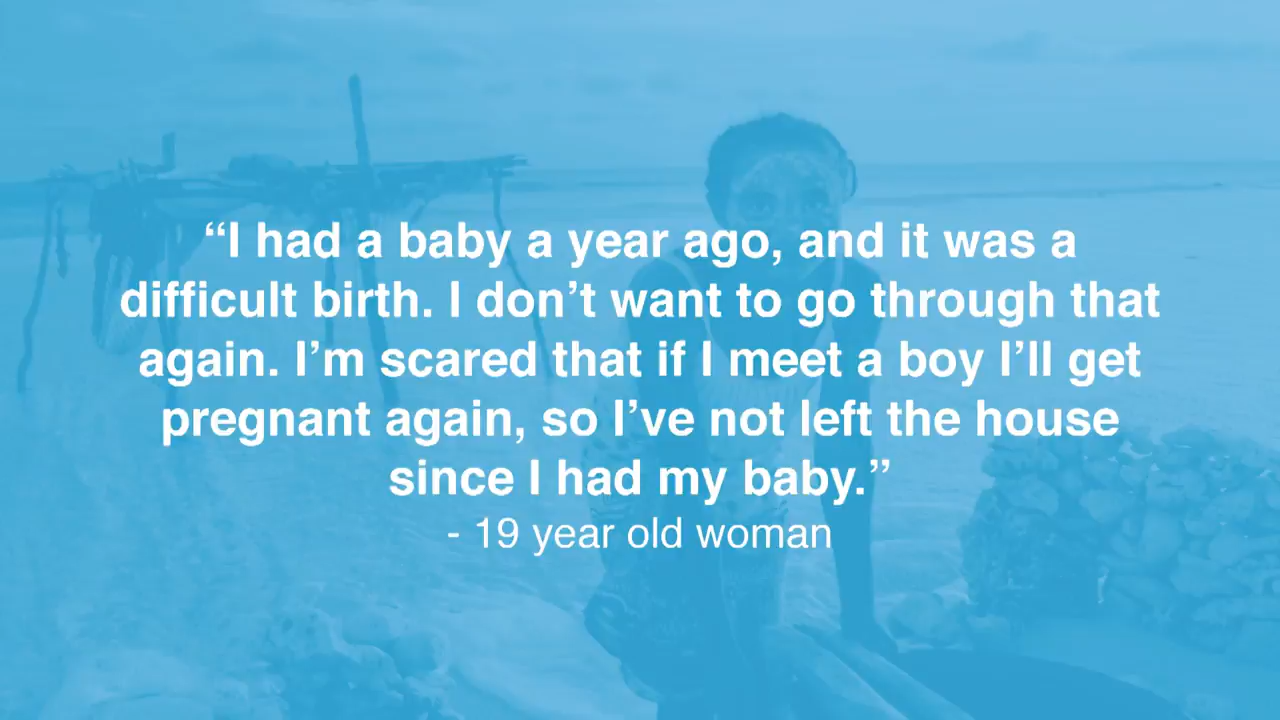 “I had a baby a year ago, and it was a
difficult birth. I don’t want to go through that
again. I’m scared that if I meet a boy I’ll get
pregnant again, so I’ve not left the house
since I had my baby.”
- 19 year old woman